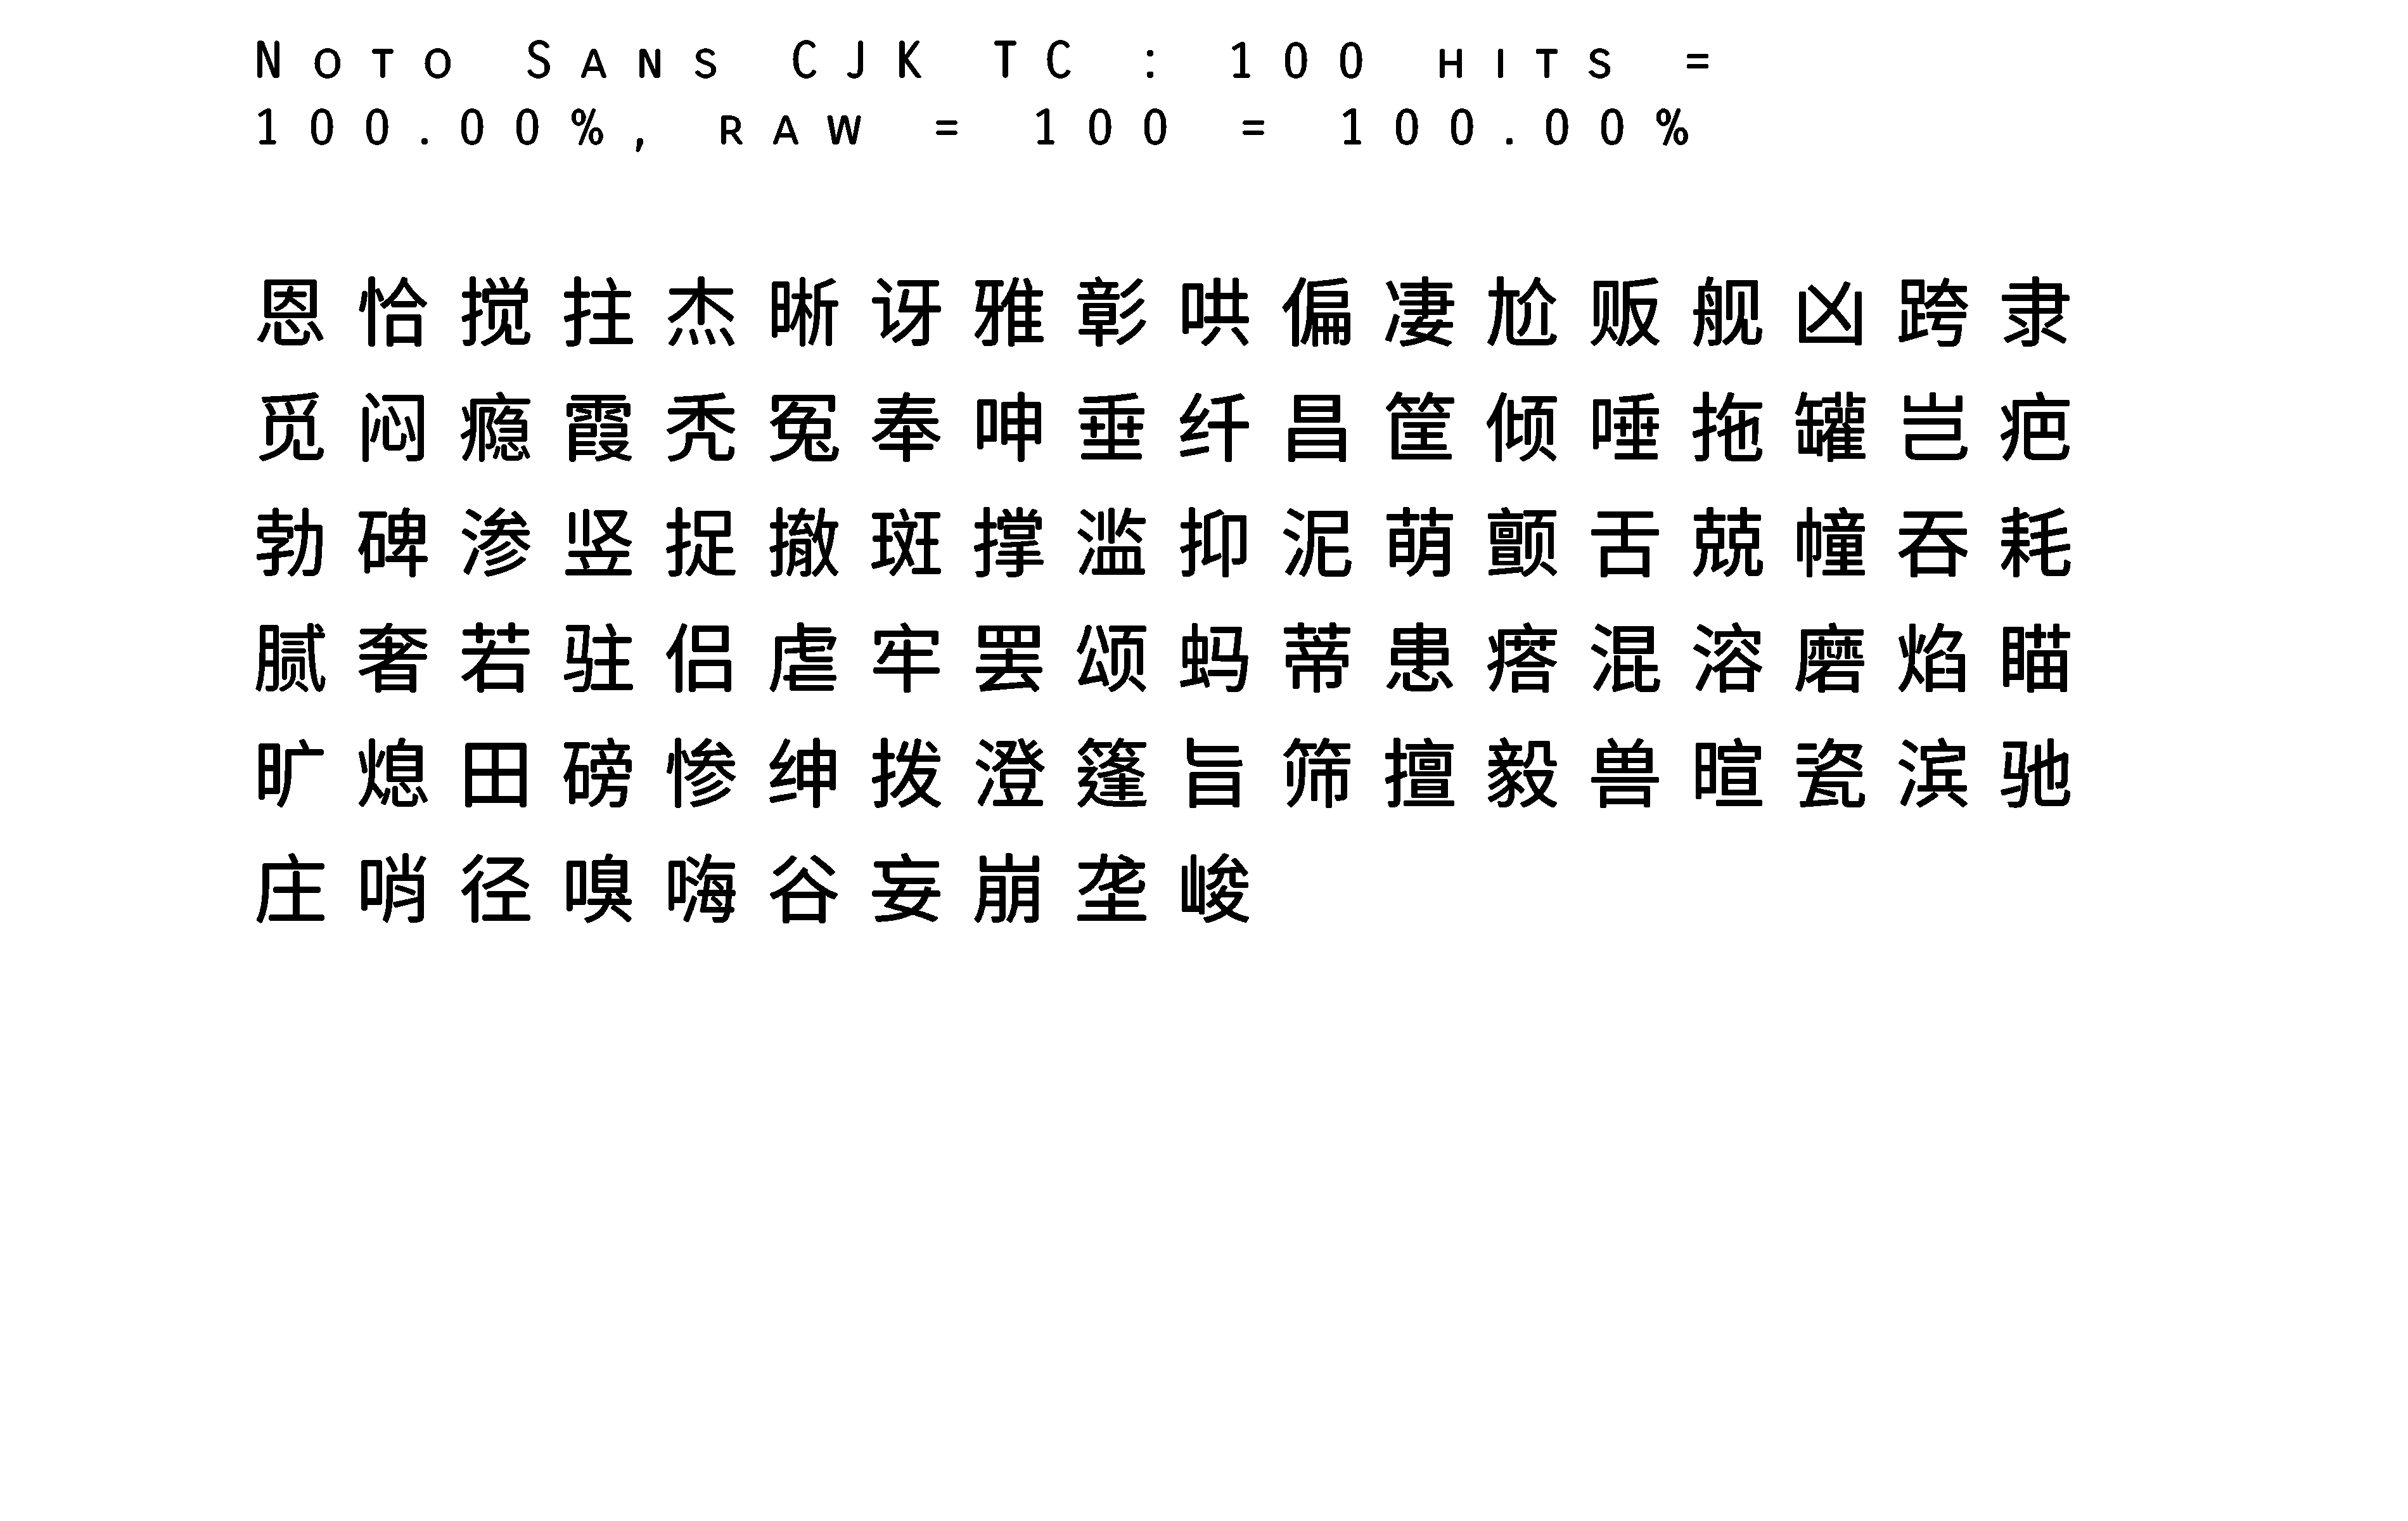 Noto Sans CJK TC : 100 hits =
100.00%, raw = 100 = 100.00%
恩恰搅拄杰晰讶雅彰哄偏凄尬贩舰凶跨隶
觅闷瘾霞秃冤奉呻垂纤昌筐倾唾拖罐岂疤
勃碑渗竖捉撤斑撑滥抑泥萌颤舌兢幢吞耗
腻奢若驻侣虐牢罢颂蚂蒂患瘩混溶磨焰瞄
旷熄田磅惨绅拨澄篷旨筛擅毅兽暄瓷滨驰
庄哨径嗅嗨谷妄崩垄峻